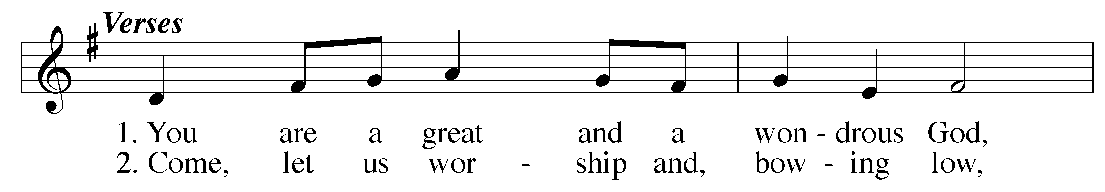 Verses
1. You are a great and a won - drous God,
2. Come, let us wor - ship and, bow - ing low,